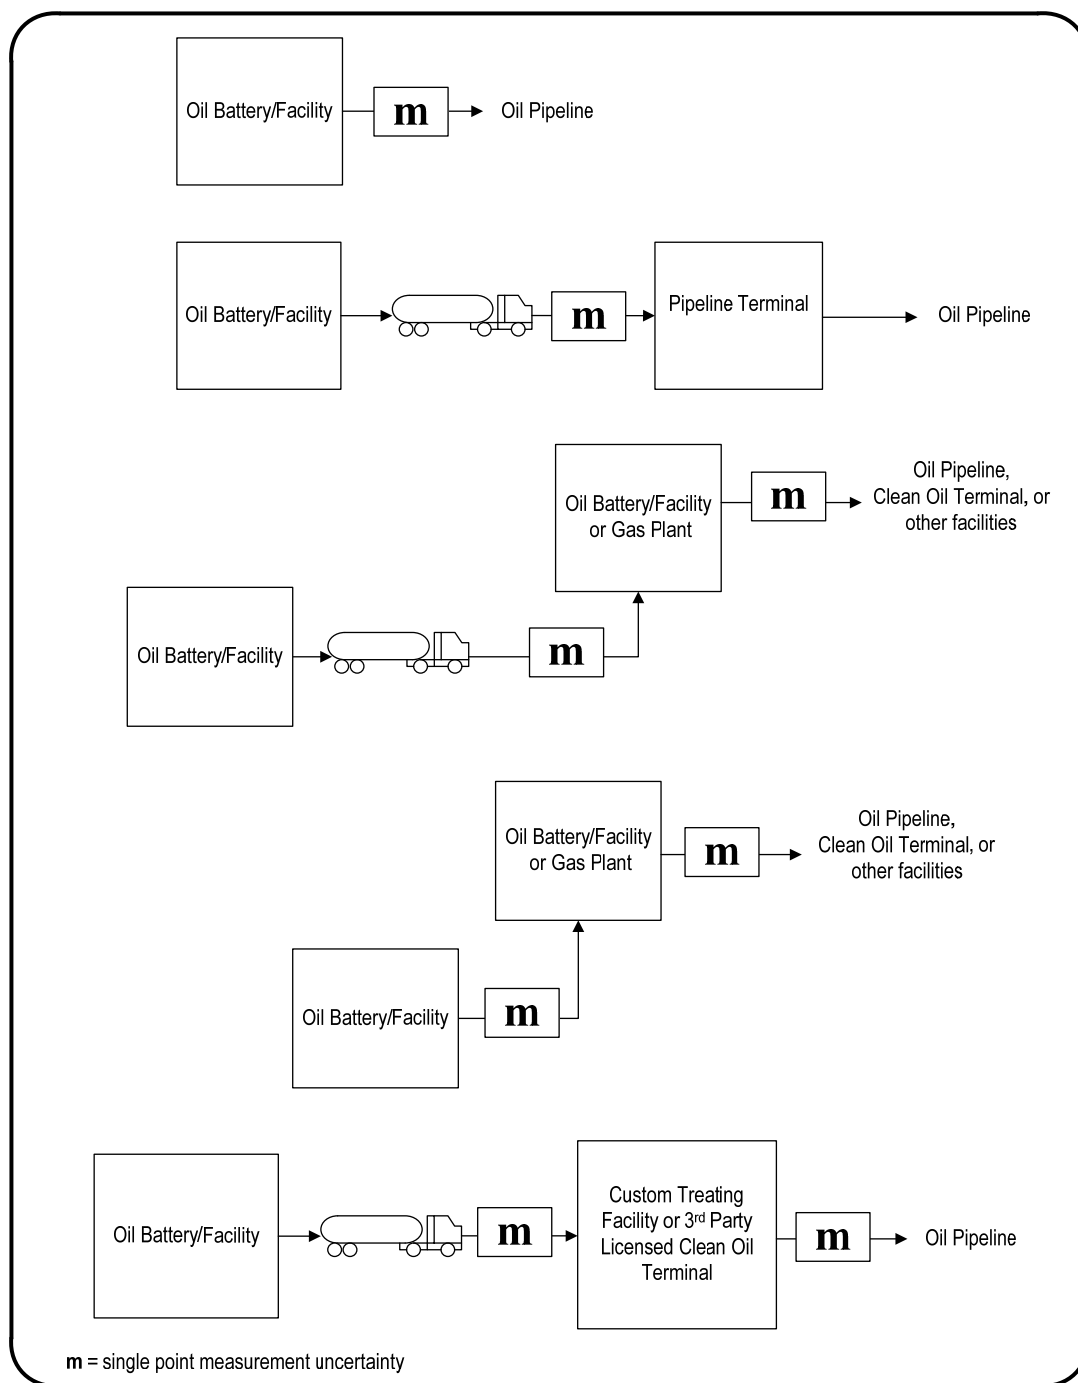 Oil Battery/Facility
m
Oil Pipeline
Oil Battery/Facility
m
Pipeline Terminal
Oil Pipeline
Oil Battery/Facility
or Gas Plant
m
Oil Pipeline,
Clean Oil Terminal, or
other facilities
Oil Battery/Facility
m
Oil Battery/Facility
or Gas Plant
m
Oil Pipeline,
Clean Oil Terminal, or
other facilities
Oil Battery/Facility
m
Oil Battery/Facility
m
Custom Treating
Facility or 3rd Party
Licensed Clean Oil
Terminal
m
Oil Pipeline
m = single point measurement uncertainty